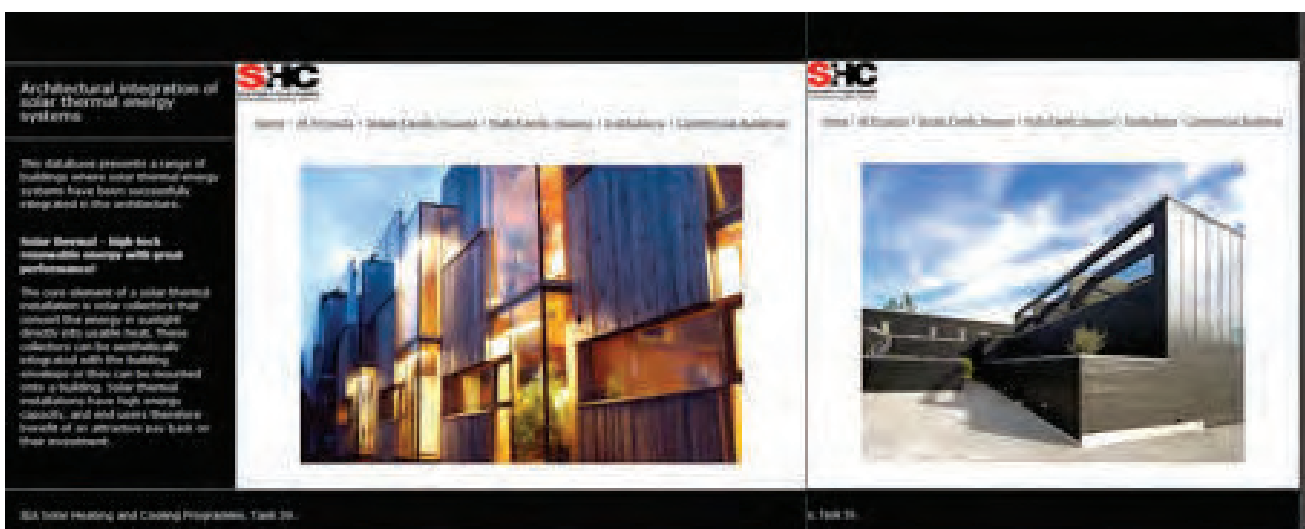 Architectural integration of
solar thermal energy
systems
This database presents a range of
buildings where solar thermal energy
systems have been successfully
integrated in the architecture.
Solar thermal - high-tech
renewable energy with great
performance!
The core element of a solar thermal
installation is solar collectors that
convert the energy in sunlight
directly into usable heat. These
collectors can be aesthetically
integrated with the building
envelope or they can be mounted
onto a building. Solar thermal
installations have high energy
capacity, and end users therefore
benefit of an attractive pay back on
their investment.
IEA Solar Heating and Cooling Programme, Task 39.
SHC
Home All Projects Single Family Houses Multi Family Houses Institutions Commercial Buildings
SHC
Home All Projects Single Family Houses Multi Family Houses Institutions Commercial Buildings
s, Task 39.